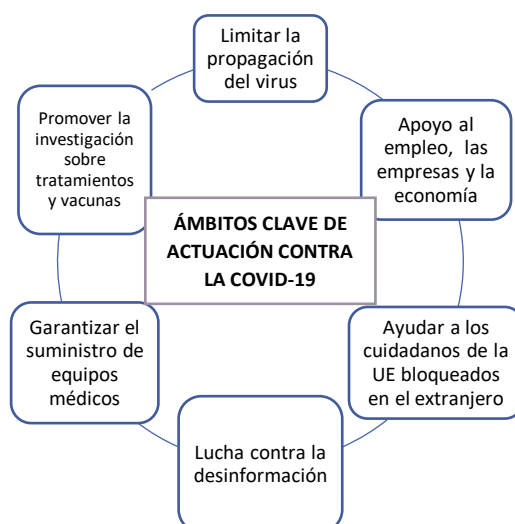 Limitar la
propagación
del virus
Apoyo al
empleo, las
empresas y la
economía
Ayudar a los
cuidadanos de la
UE bloqueados
en el extranjero
Lucha contra la
desinformación
Garantizar el
suministro de
equipos
médicos
Promover la
investigación
sobre
tratamientos
y vacunas
ÁMBITOS CLAVE DE
ACTUACIÓN CONTRA
LA COVID-19